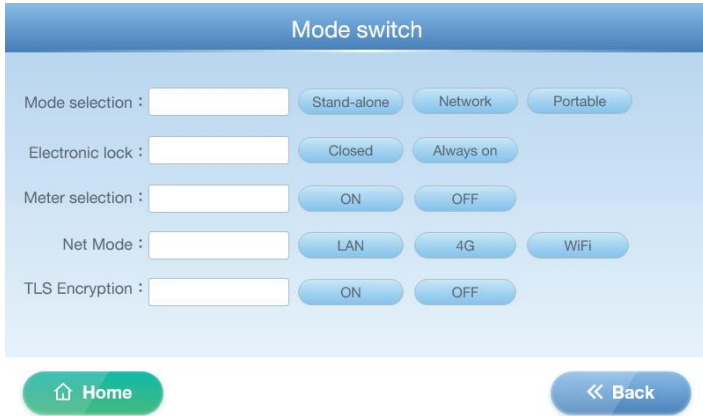 Mode switch
Mode selection： Stand-alone Network Portable
Electronic lock： Closed Always on
Meter selection： ON OFF
Net Mode： LAN 4G WiFi
TLS Encryption： ON OFF
Home Back